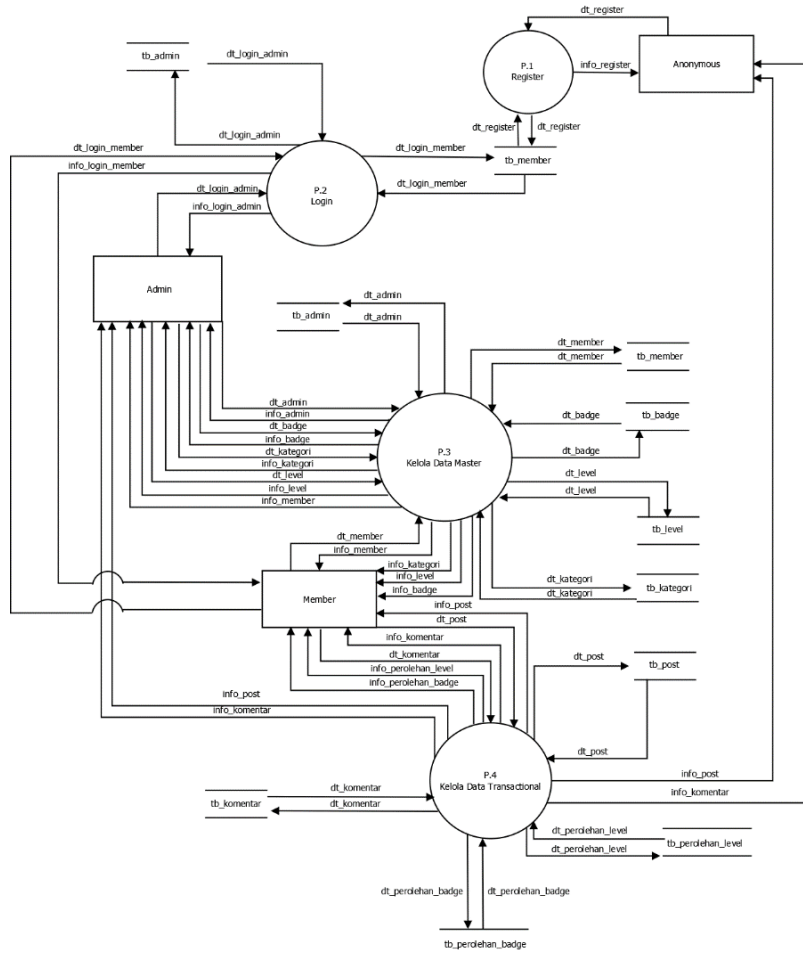 dt_register
tb_admin
dt_login_admin
P.1
Register
info_register
Anonymous
dt_login_admin
dt_register
dt_register
dt_login_member
info_login_member
dt_login_member
tb_member
dt_login_admin
info_login_admin
P.2
Login
dt_login_member
Admin
dt_admin
tb_admin
dt_admin
dt_member
dt_member
tb_member
dt_admin
info_admin
dt_badge
info_badge
dt_kategori
info_kategori
dt_level
info_level
info_member
P.3
Kelola Data Master
dt_badge
tb_badge
dt_badge
dt_level
dt_level
tb_level
dt_member
info_member
info_kategori
info_level
info_badge
dt_kategori
dt_kategori
tb_kategori
Member
info_post
dt_post
info_komentar
dt_komentar
info_perolehan_level
info_perolehan_badge
dt_post
tb_post
info_post
info_komentar
dt_post
P.4
Kelola Data Transactional
info_post
info_komentar
tb_komentar
dt_komentar
dt_komentar
dt_perolehan_level
dt_perolehan_level
tb_perolehan_level
dt_perolehan_badge
dt_perolehan_badge
tb_perolehan_badge